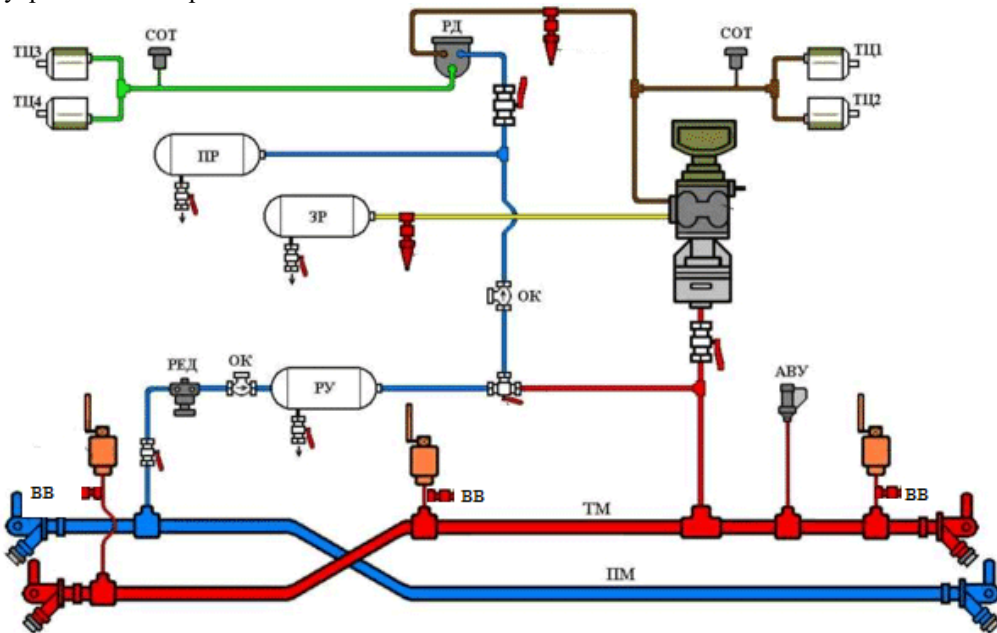 СОТ
РД
СОТ
ТЦ3
ТЦ1
ТЦ4
ТЦ2
ПР
ЗР
ОК
РЕД
ОК
РУ
АВУ
ВВ
ВВ
ВВ
ТМ
ПМ